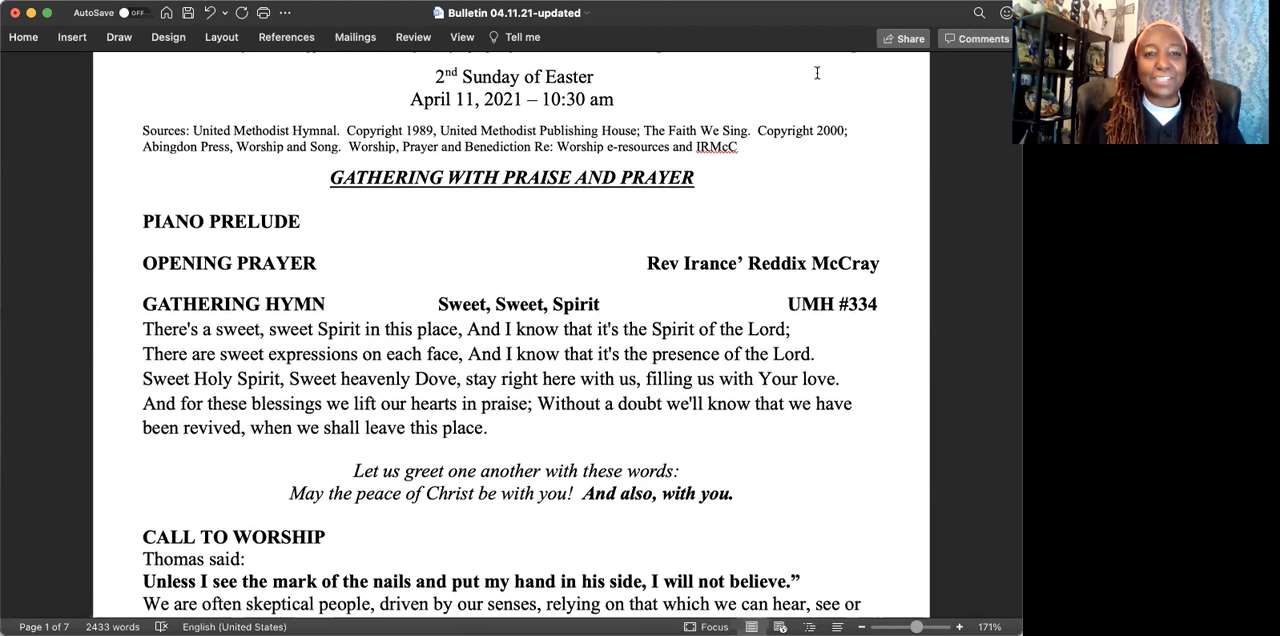 AutoSave OFF
Bulletin 04.11.21-updated
Home Insert Draw Design Layout References Mailings Review View Tell me
Share Comments
2nd Sunday of Easter
April 11, 2021 – 10:30 am
Sources: United Methodist Hymnal. Copyright 1989, United Methodist Publishing House; The Faith We Sing. Copyright 2000;
Abingdon Press, Worship and Song. Worship, Prayer and Benediction Re: Worship e-resources and IRMcC
GATHERING WITH PRAISE AND PRAYER
PIANO PRELUDE
OPENING PRAYER Rev Irance’ Reddix McCray
GATHERING HYMN Sweet, Sweet, Spirit UMH #334
There's a sweet, sweet Spirit in this place, And I know that it's the Spirit of the Lord;
There are sweet expressions on each face, And I know that it's the presence of the Lord.
Sweet Holy Spirit, Sweet heavenly Dove, stay right here with us, filling us with Your love.
And for these blessings we lift our hearts in praise; Without a doubt we'll know that we have
been revived, when we shall leave this place.
Let us greet one another with these words:
May the peace of Christ be with you! And also, with you.
CALL TO WORSHIP
Thomas said:
Unless I see the mark of the nails and put my hand in his side, I will not believe.”
We are often skeptical people, driven by our senses, relying on that which we can hear, see or
Page 1 of 7 2433 words English (United States) Focus 171%